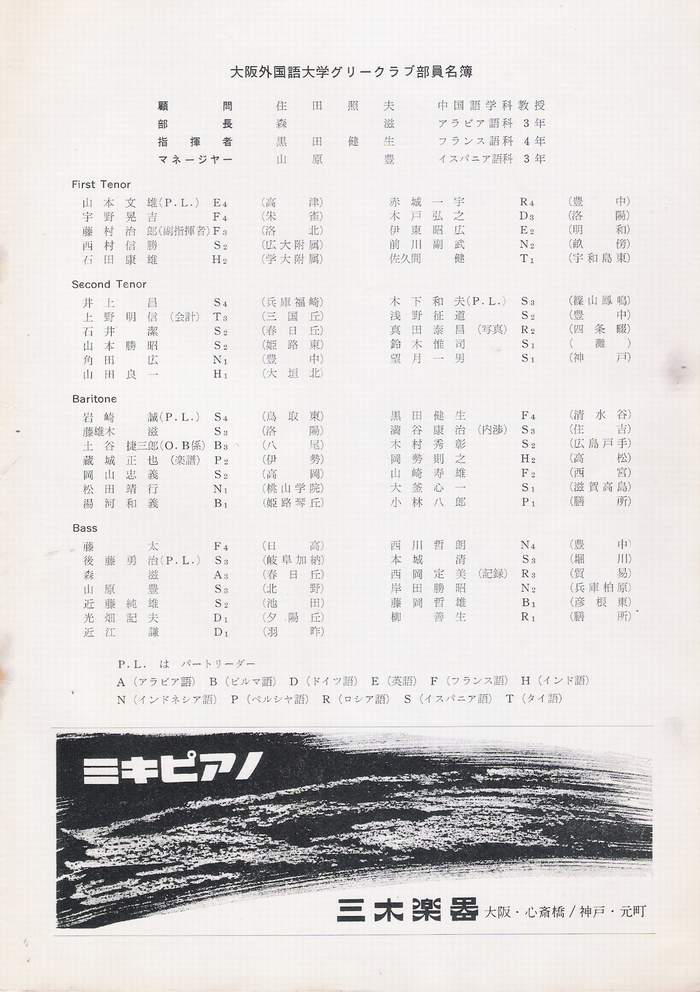 大阪外国語大学グリークラブ部員名簿
顧問 住田照夫 中国語学科教授
部長 森滋 アラビア語科 3年
指揮者 黒田健生 フランス語科 4年
マネージャー 山原豊 イスパニア語科 3年
First Tenor
山本文雄(P.L.) E4 (高津) 赤城一宇 R4 (豊中)
宇野晃吉 F4 (朱雀) 木戸弘之 D3 (洛陽)
藤村治郎(副指揮者) F3 (洛北) 伊東昭広 E2 (明和)
西村信勝 S2 (広大附属) 前川嗣武 N2 (畝傍)
石田康雄 H2 (学大附属) 佐久間健 T1 (宇和島東)
Second Tenor
井上昌 S4 (兵庫福崎) 木下和夫(P.L.) S3 (篠山鳳鳴)
上野明信(会計) T3 (三国丘) 浅野征道 S2 (豊中)
石井潔 S2 (春日丘) 真田泰昌(写真) R2 (四条畷)
山本勝昭 S2 (姫路東) 鈴木惟司 S1 (灘)
角田広 N1 (豊中) 望月一男 S1 (神戸)
山田良一 H1 (大垣北)
Baritone
岩崎誠(P.L.) S4 (鳥取東) 黒田健生 F4 (清水谷)
藤雄木滋 S3 (洛陽) 澢谷康治(内渉) S3 (住吉)
土谷捷三郎(O.B係) B3 (八尾) 木村秀彰 S2 (広島戸手)
蔵城正也(楽譜) P2 (伊勢) 岡勢則之 H2 (高松)
岡山忠義 S2 (高岡) 山崎寿雄 F2 (西宮)
松田靖行 N1 (桃山学院) 大釜心一 S1 (滋賀高島)
湯河和義 B1 (姫路琴丘) 小林八郎 P1 (膳所)
Bass
藤太 F4 (日高) 西川哲朗 N4 (豊中)
後藤勇治(P.L.) S3 (岐阜加納) 本城清 S3 (堀川)
森滋 A3 (春日丘) 西岡定美(記録) R3 (貿易)
山原豊 S3 (北野) 岸田勝昭 N2 (兵庫柏原)
近藤純雄 S2 (池田) 藤岡哲雄 B1 (彦根東)
光畑記夫 D1 (夕陽丘) 柳善生 R1 (膳所)
近江謙 D1 (羽咋)
P.L. は パートリーダー
A (アラビア語) B (ビルマ語) D (ドイツ語) E (英語) F (フランス語) H (インド語)
N (インドネシア語) P (ペルシャ語) R (ロシア語) S (イスパニア語) T (タイ語)
ミキピアノ
三木楽器 大阪・心斎橋/神戸・元町